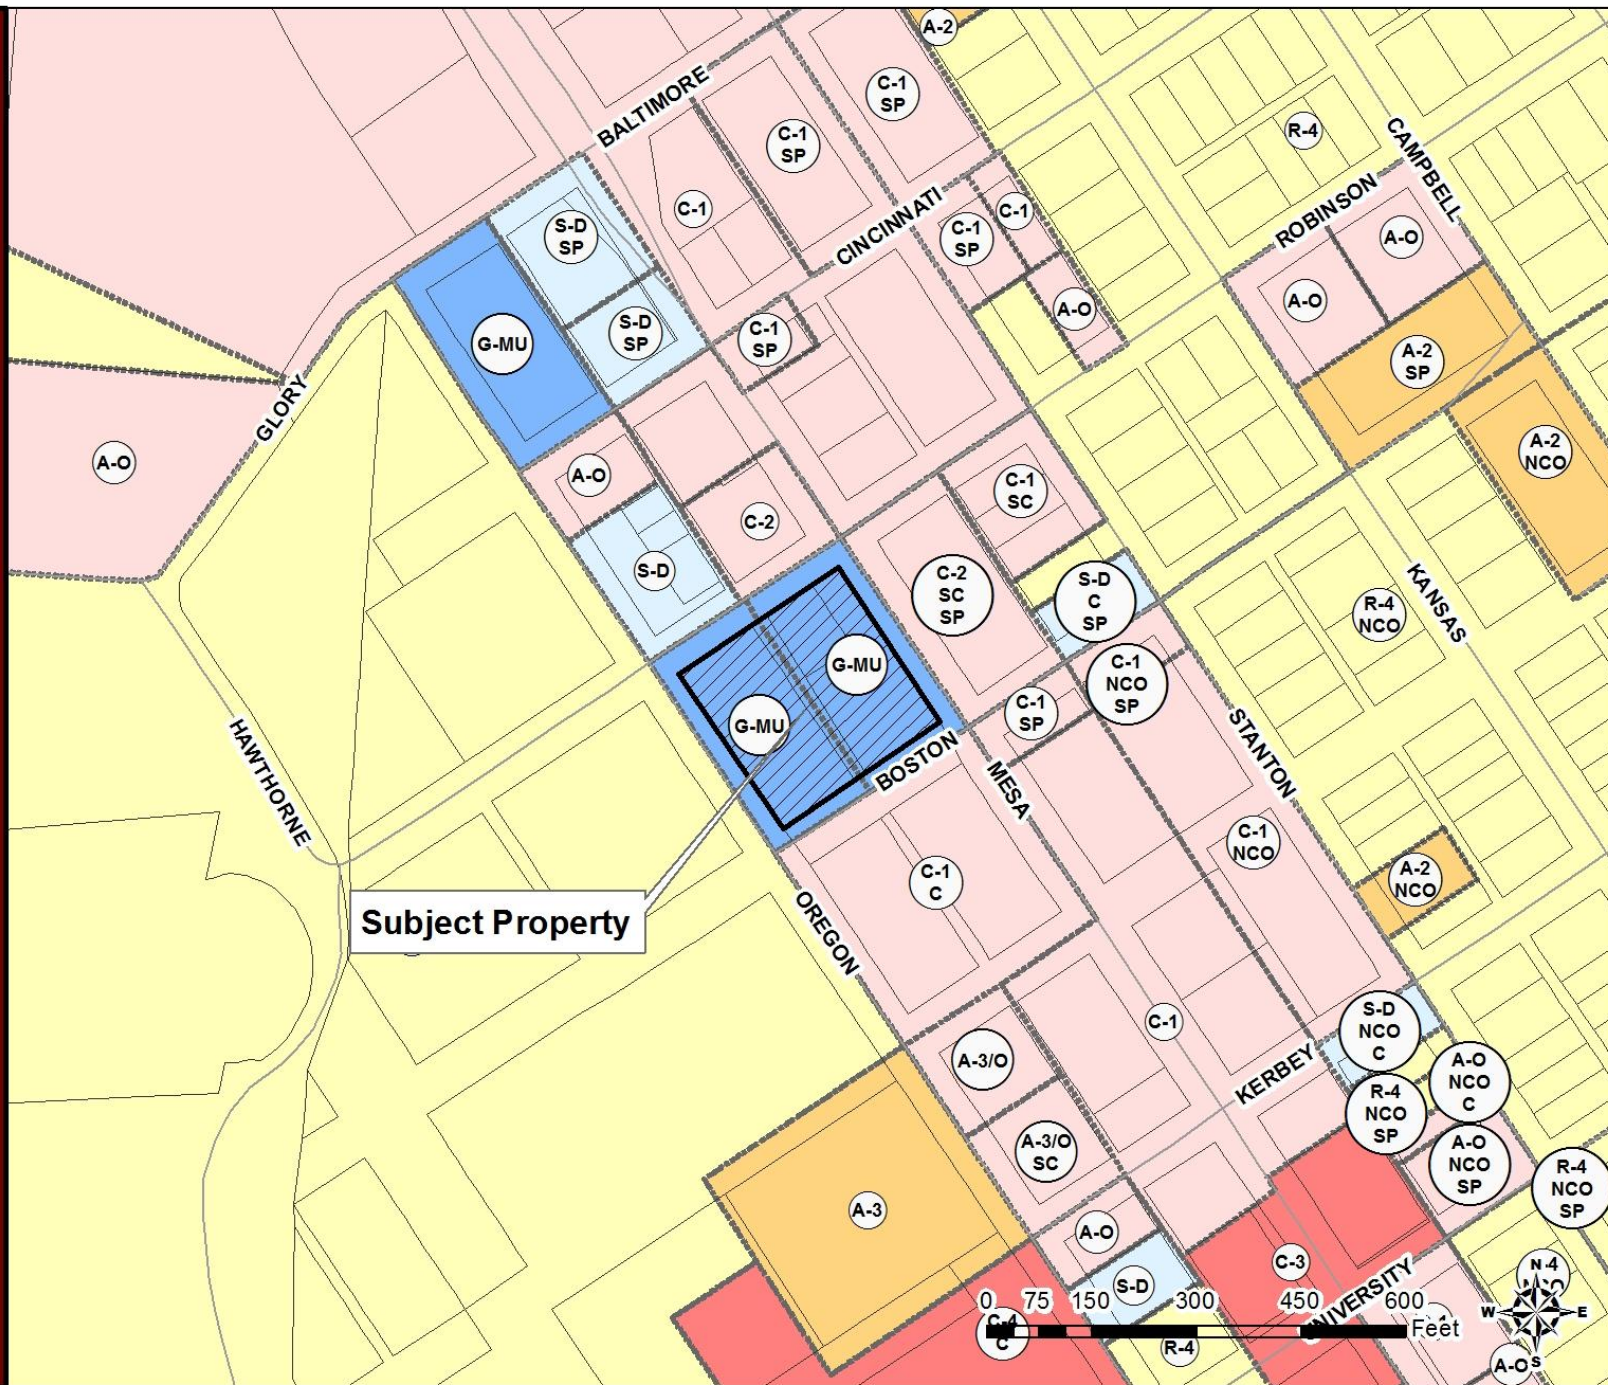 A-2
BALTIMORE
C-1
SP
C-1
SP
R-4
CAMPBELL
C-1
S-D
SP
CINCINNATI
C-1
SP
C-1
ROBINSON
A-O
A-O
A-O
G-MU
S-D
SP
C-1
SP
A-2
SP
GLORY
A-O
A-O
C-2
C-1
SC
A-2
NCO
S-D
C-2
SC
SP
S-D
C
SP
R-4
NCO
KANSAS
G-MU
G-MU
C-1
SP
C-1
NCO
SP
HAWTHORNE
BOSTON
MESA
STANTON
C-1
NCO
C-1
C
A-2
NCO
Subject Property
OREGON
C-1
A-3/O
A-3/O
SC
KERBEY
S-D
NCO
C
R-4
NCO
SP
A-O
NCO
C
A-O
NCO
SP
R-4
NCO
SP
A-3
A-O
S-D
C-3
UNIVERSITY
0 75 150 300 450 600
Feet
C-4
C
R-4
A-O
N
W E
S